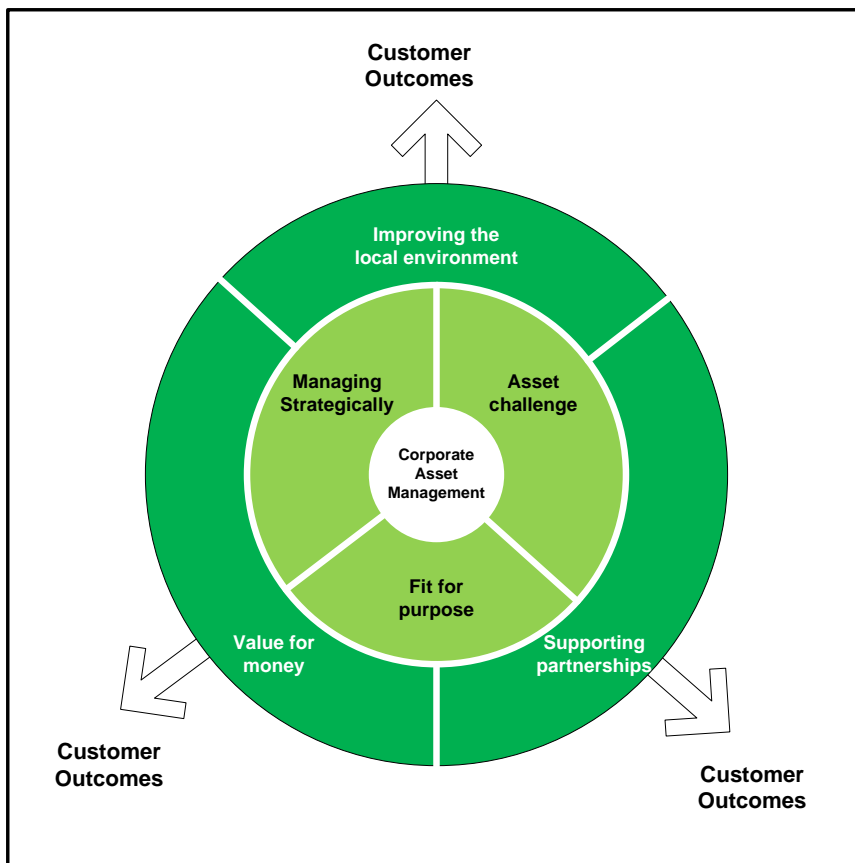 Customer
Outcomes
Improving the
local environment
Managing
Strategically
Asset
challenge
Corporate
Asset
Management
Fit for
purpose
Value for
money
Supporting
partnerships
Customer
Outcomes
Customer
Outcomes